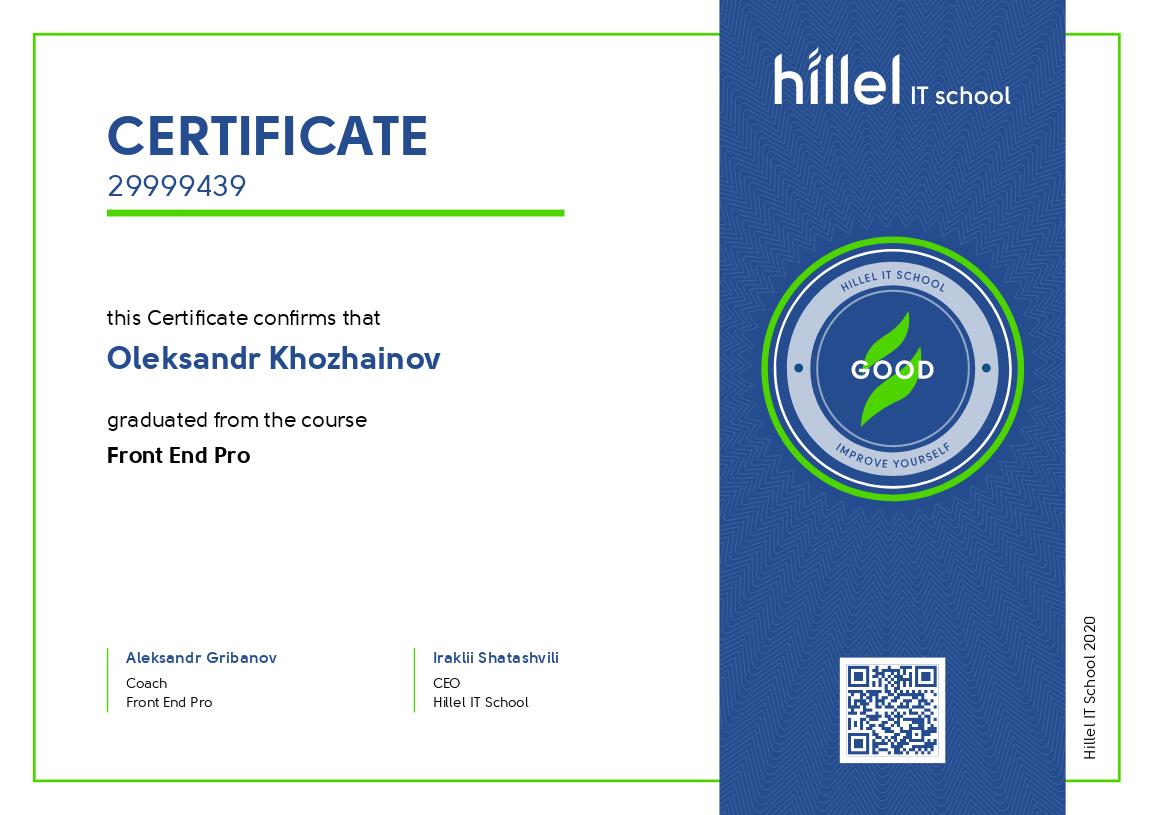 CERTIFICATE
29999439
this Certificate confirms that
Oleksandr Khozhainov
graduated from the course
Front End Pro
Aleksandr Gribanov
Coach
Front End Pro
Iraklii Shatashvili
CEO
Hillel IT School
hillel IT school
HILLEL IT SCHOOL
GOOD
IMPROVE YOURSELF
Hillel IT School 2020